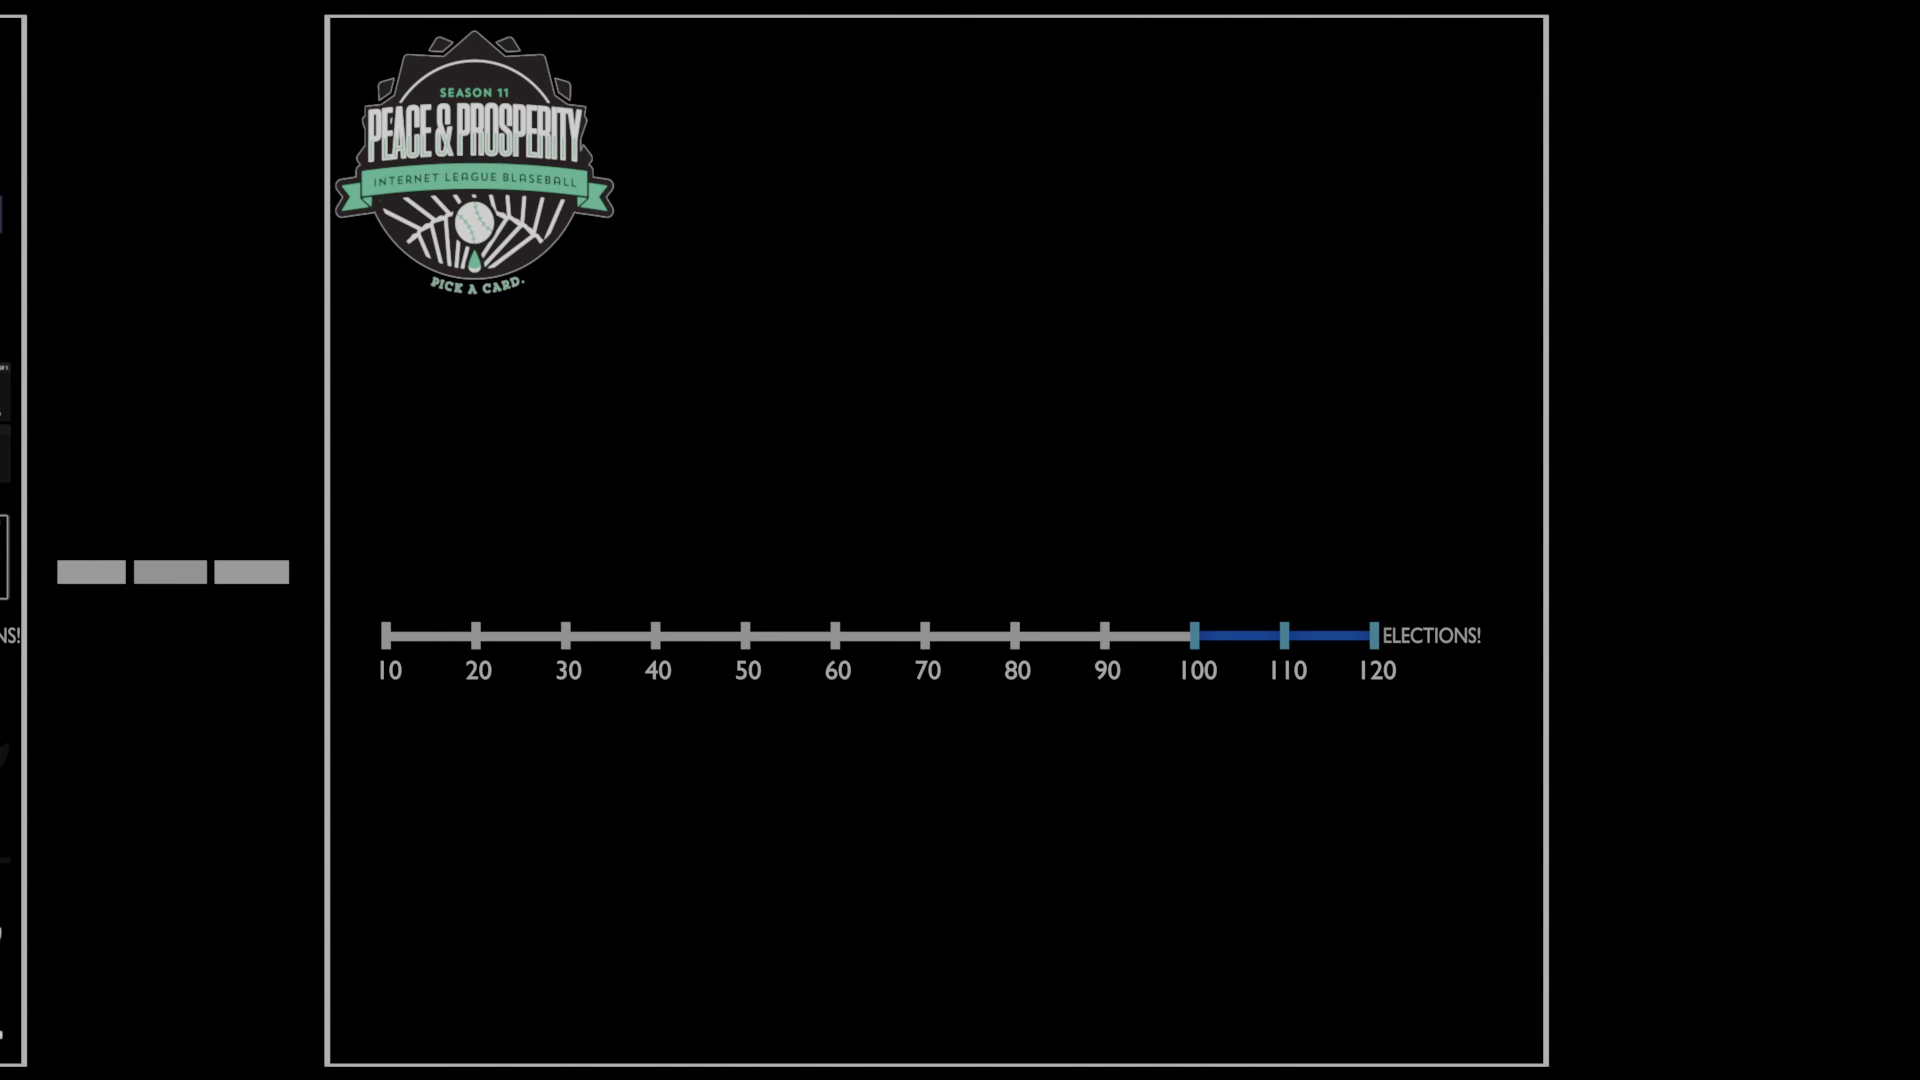 SEASON 11
PEACE & PROSPERITY
INTERNET LEAGUE BLASEBALL
PICK A CARD.
NS!
ELECTIONS!
10 20 30 40 50 60 70 80 90 100 110 120